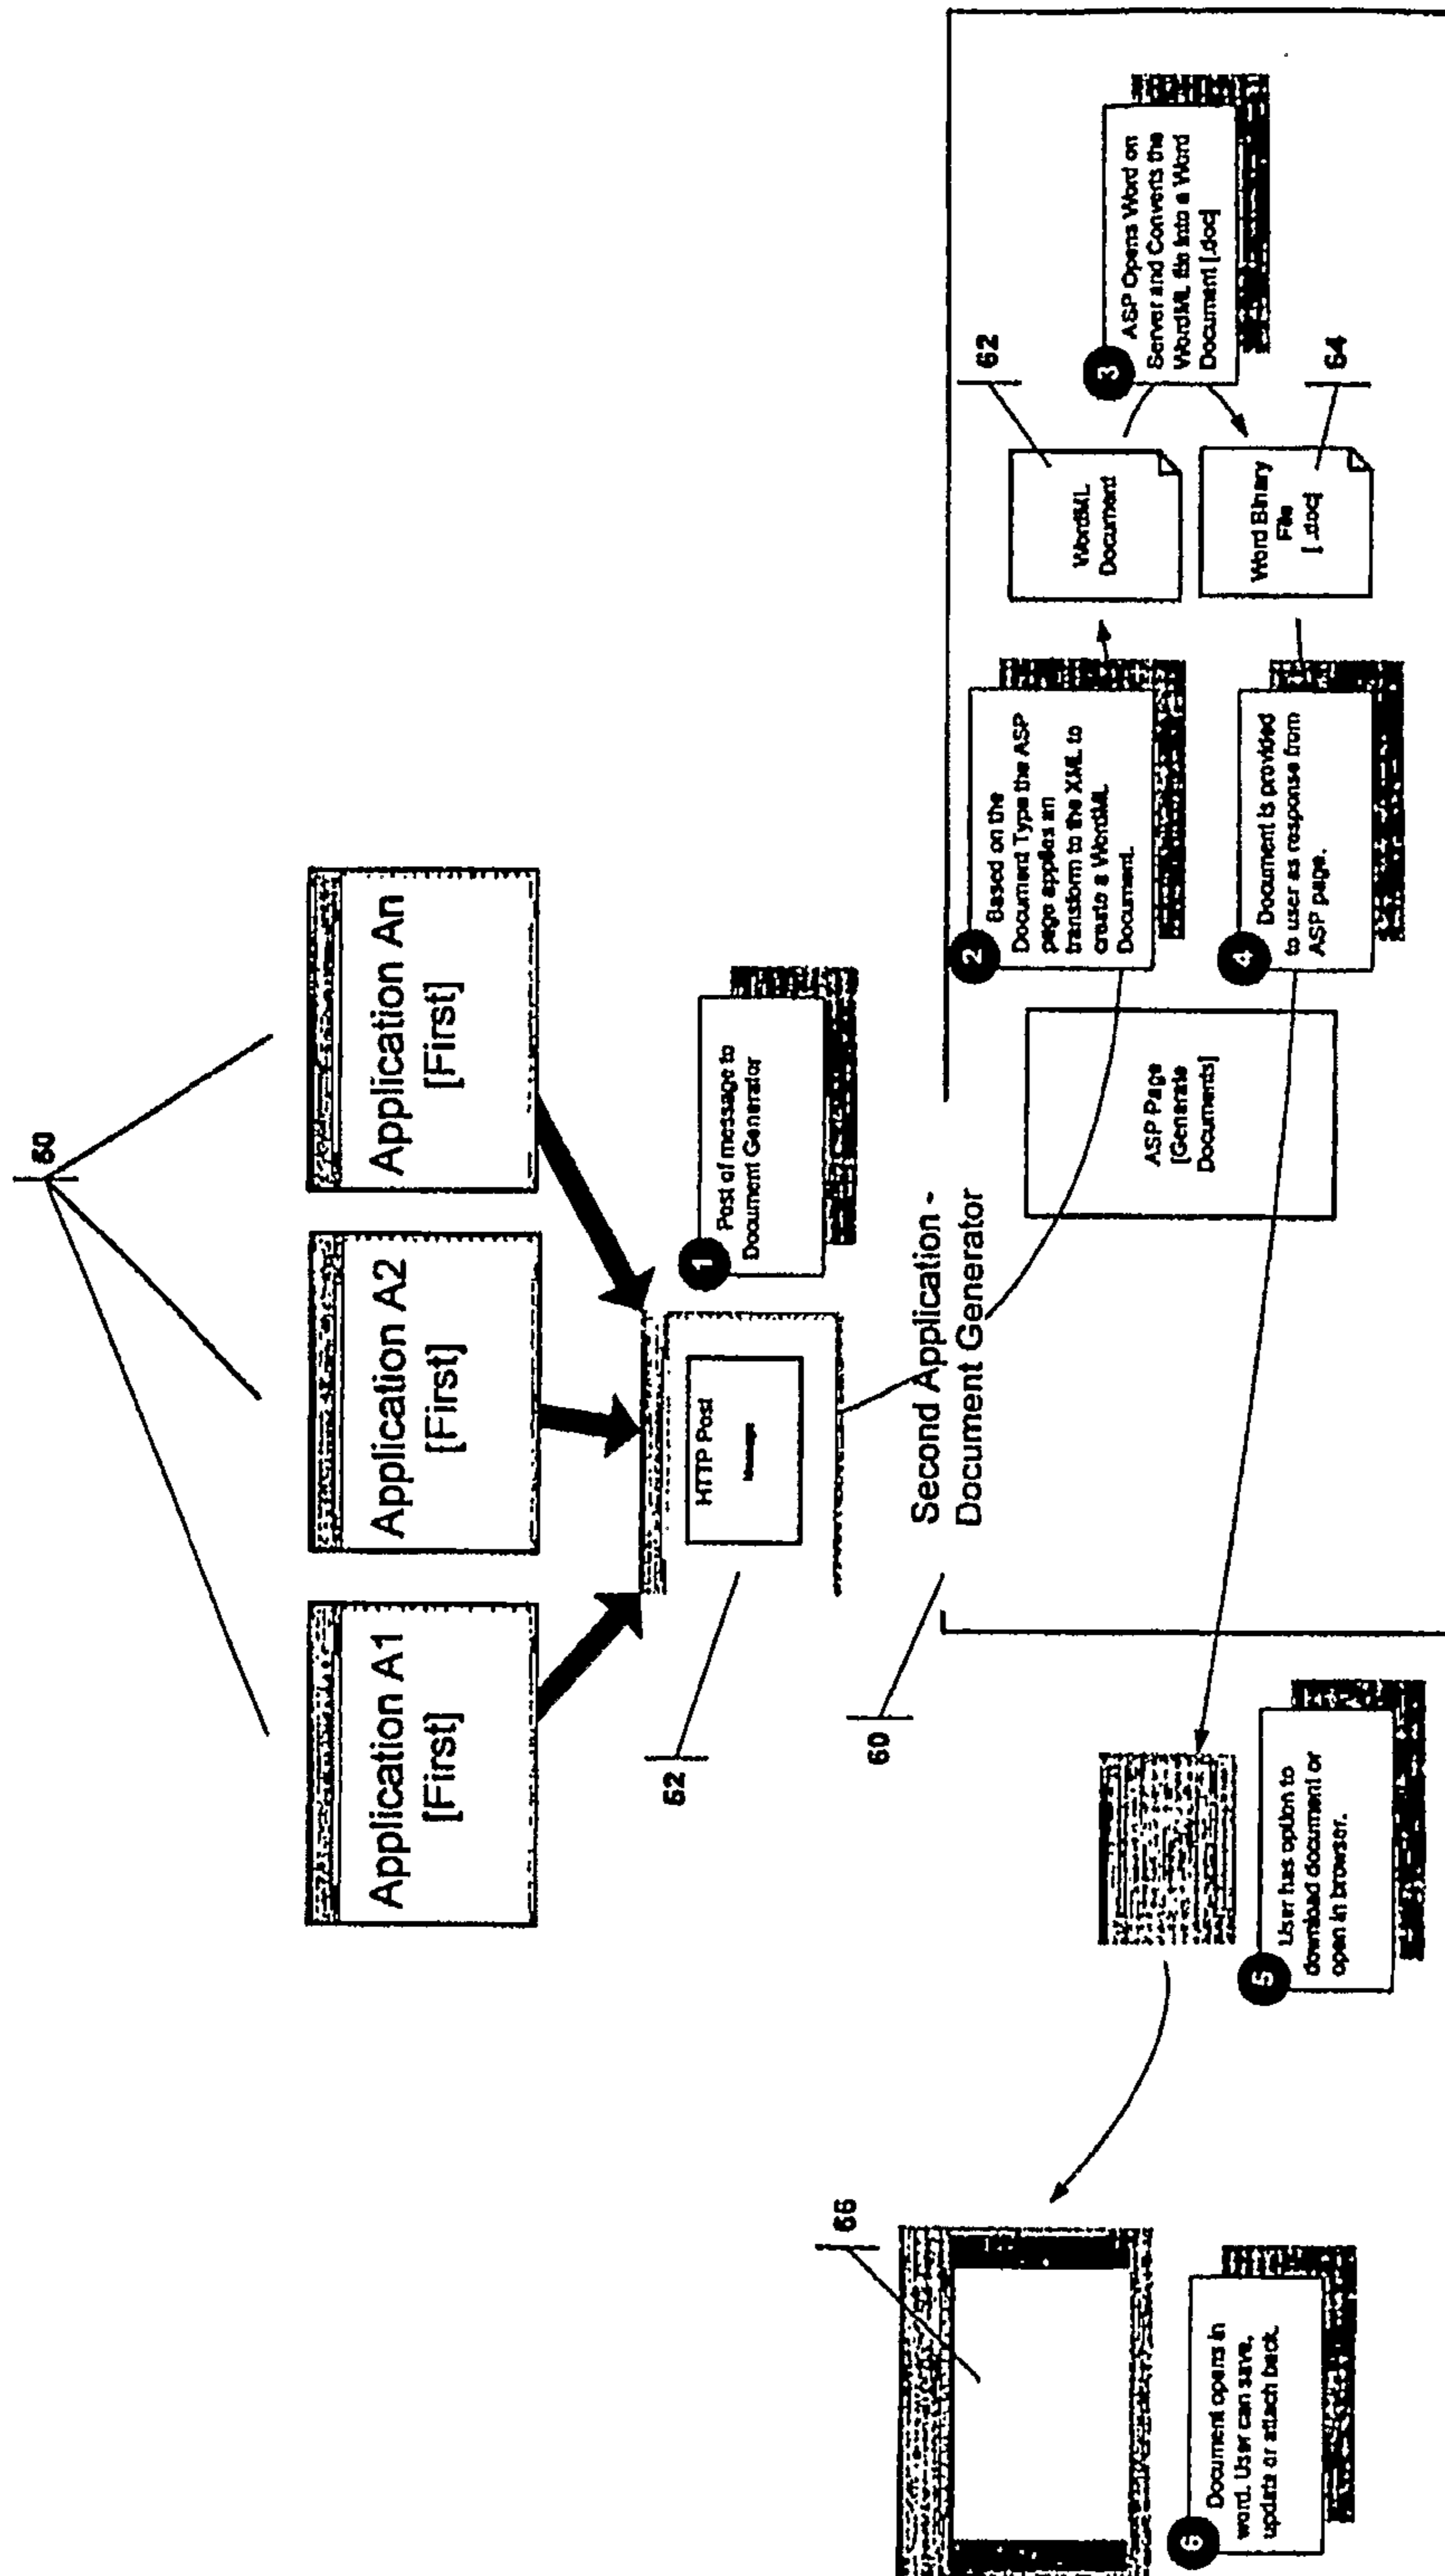 50
Application A1
[First]
Application A2
[First]
Application An
[First]
52
HTTP Post
Message
1
Post of message to
Document Generator
60
Second Application -
Document Generator
66
6
Document opens in
word. User can save,
update or attach back.
5
User has option to
download document or
open in browser.
ASP Page
[Generate
Documents]
2
Based on the
Document Type the ASP
page applies an
transform to the XML to
create a WordML
Document.
4
Document is provided
to user as response from
ASP page.
62
WordML
Document
Word Binary
File
[.doc]
64
3
ASP Opens Word on
Server and Converts the
WordML file into a Word
Document [.doc]